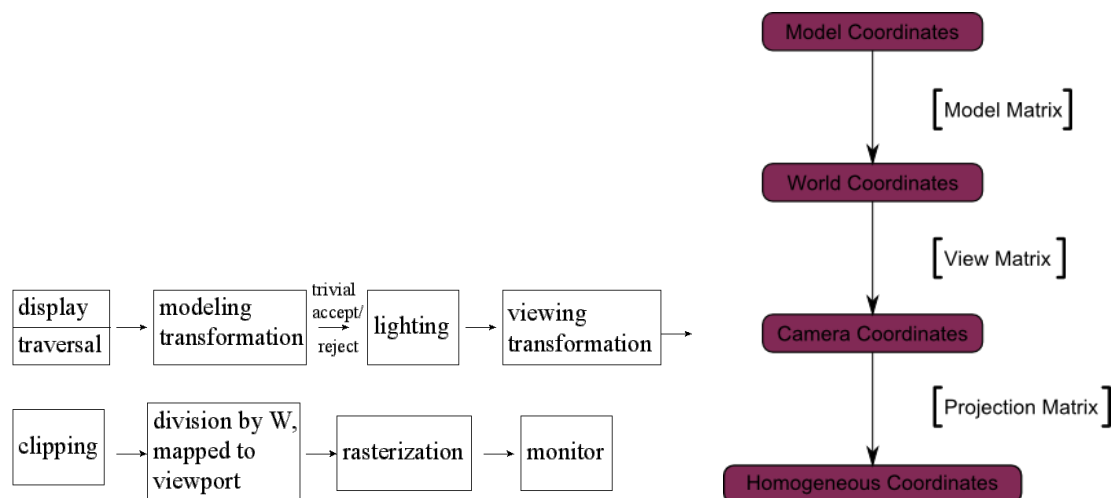 display
traversal
modeling
transformation
trivial
accept/
reject
lighting
viewing
transformation
clipping
division by W,
mapped to
viewport
rasterization
monitor
Model Coordinates
[Model Matrix]
World Coordinates
[View Matrix]
Camera Coordinates
[Projection Matrix]
Homogeneous Coordinates